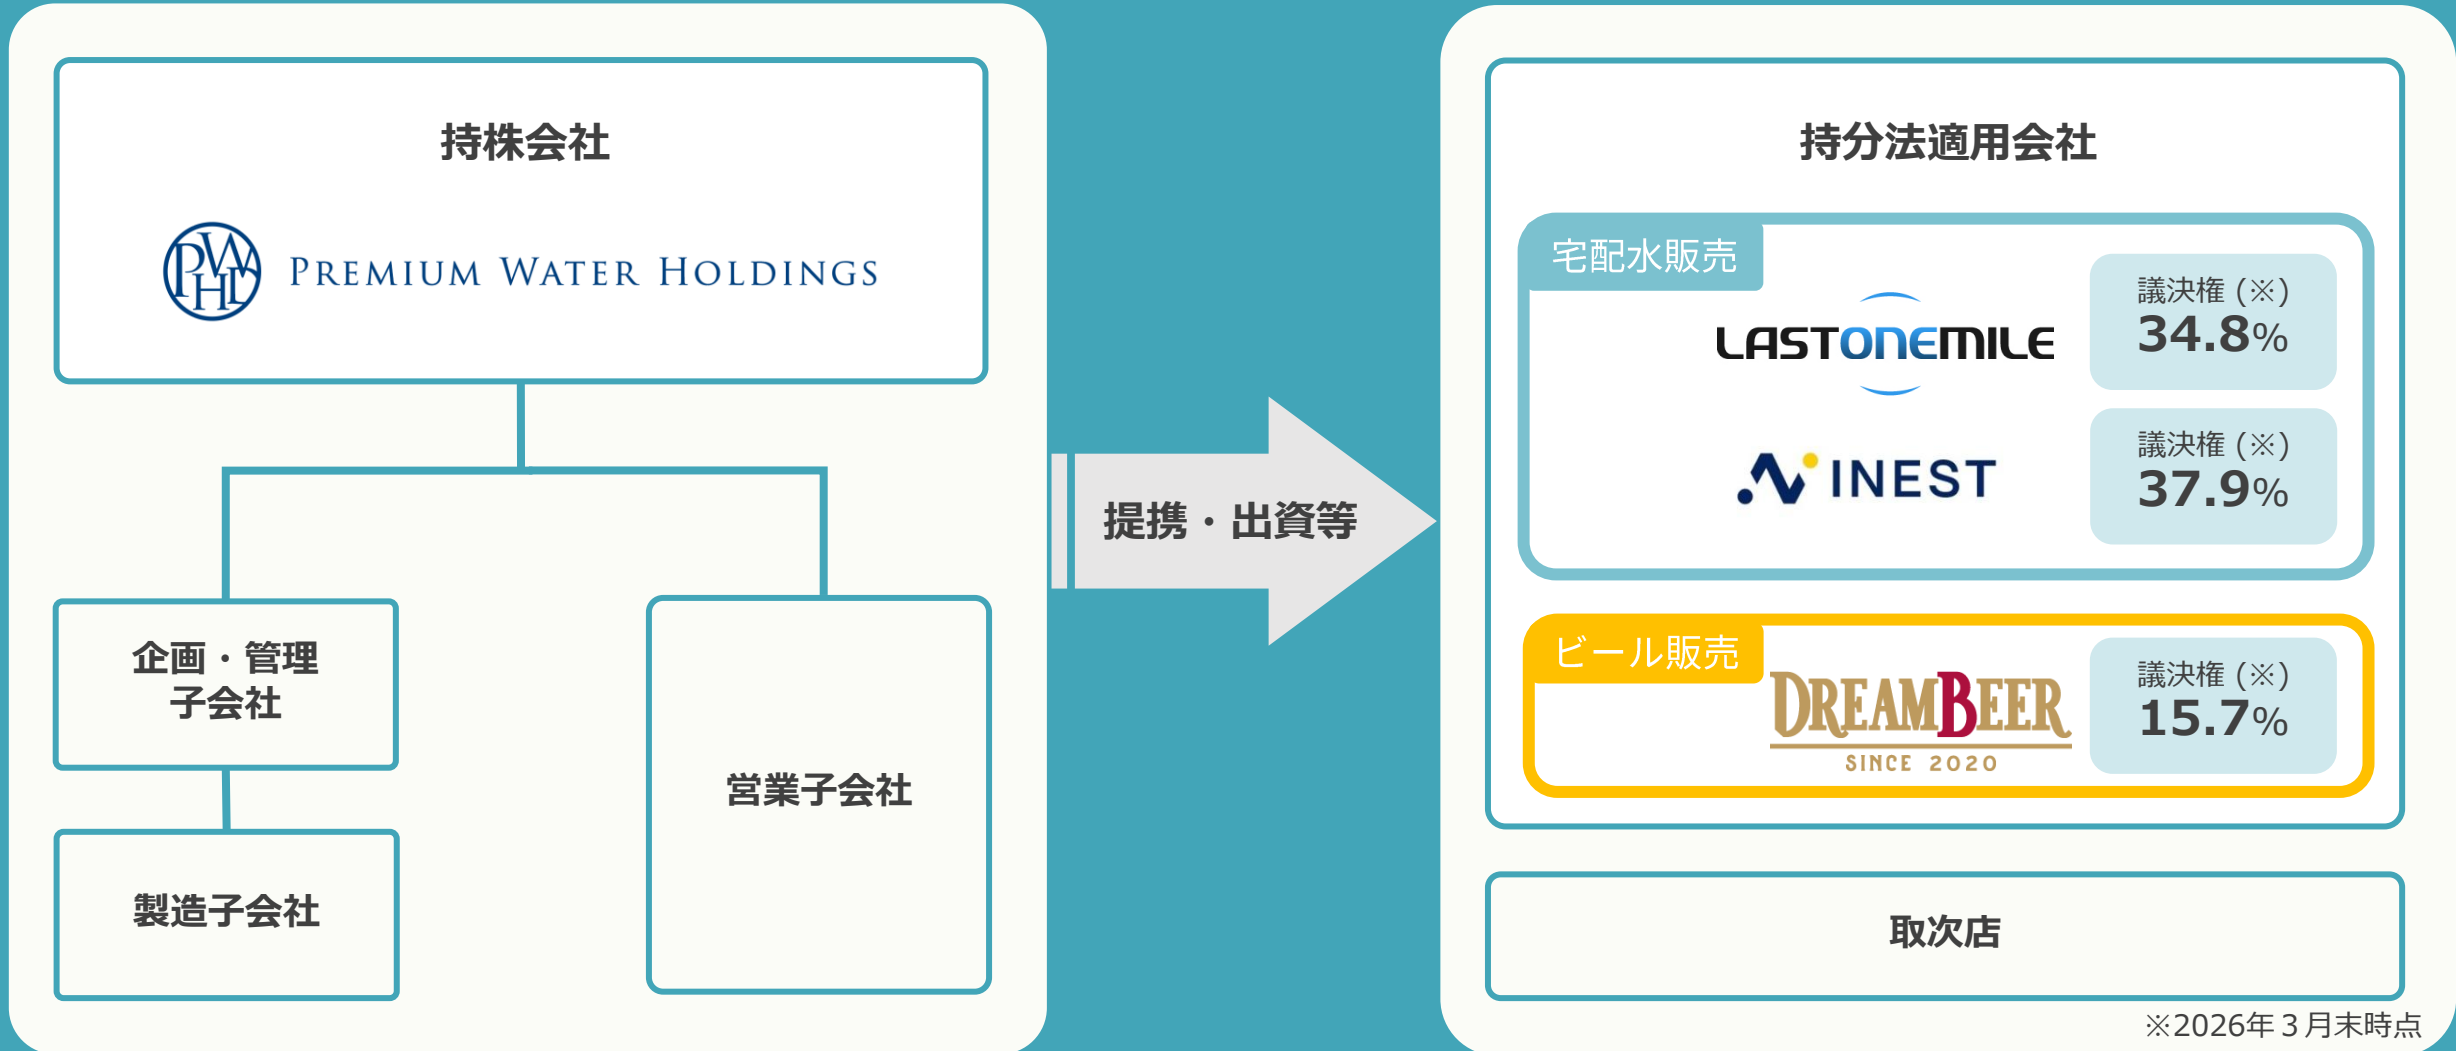 持株会社
PWHD
PREMIUM WATER HOLDINGS
企画・管理
子会社
製造子会社
営業子会社
提携・出資等
持分法適用会社
宅配水販売
LASTONEMILE
議決権 (※)
34.8%
INEST
議決権 (※)
37.9%
ビール販売
DREAMBEER
SINCE 2020
議決権 (※)
15.7%
取次店
※2026年３月末時点